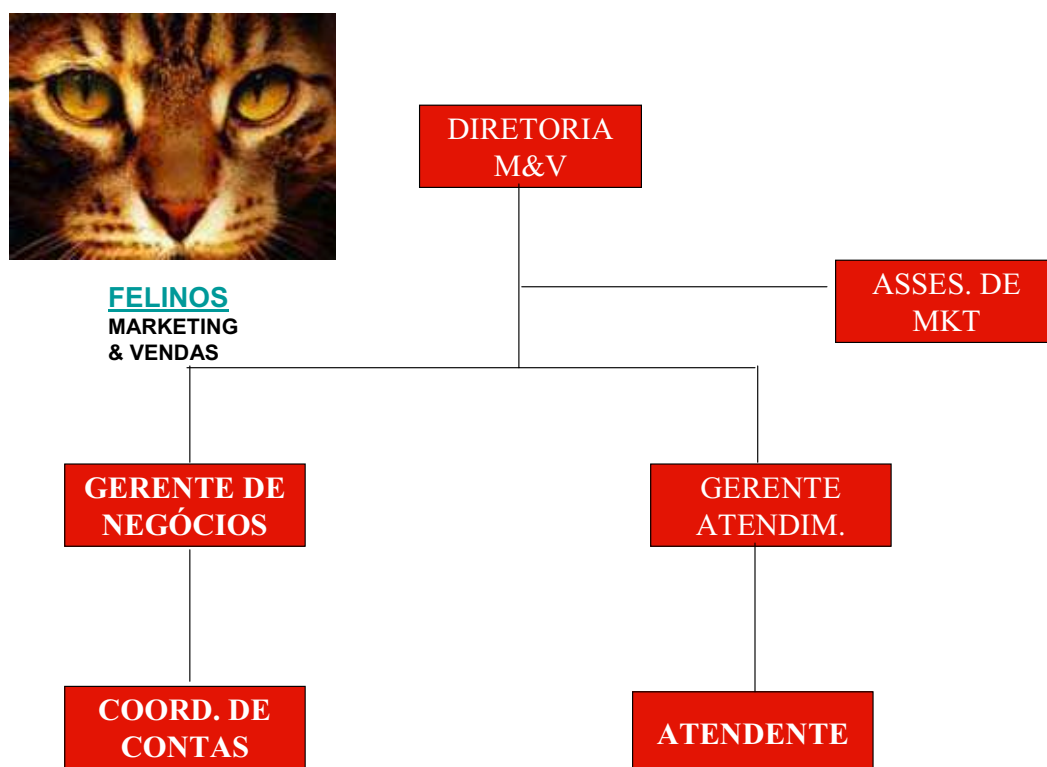 DIRETORIA
M&V
ASSES. DE
MKT
FELINOS
MARKETING
& VENDAS
GERENTE DE
NEGÓCIOS
GERENTE
ATENDIM.
COORD. DE
CONTAS
ATENDENTE